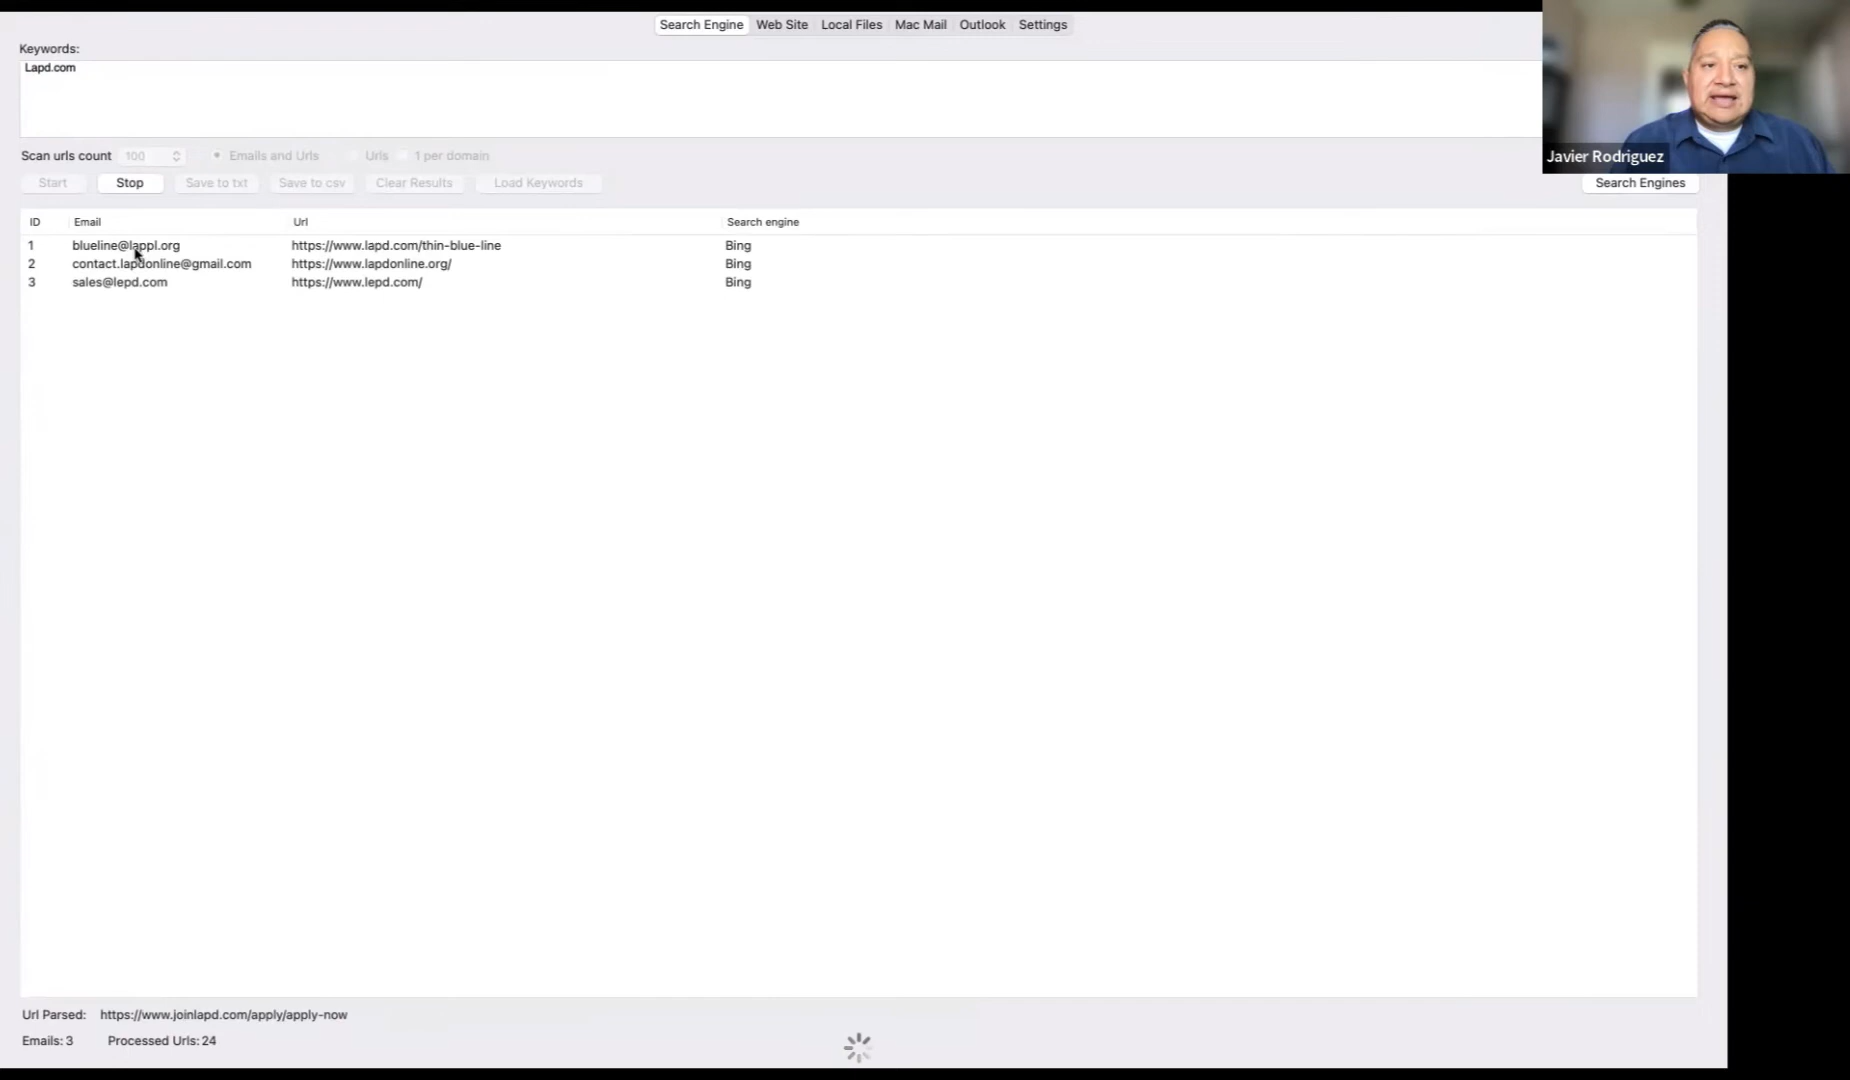 Search Engine Web Site Local Files Mac Mail Outlook Settings
Keywords:
Lapd.com
Scan urls count 100 Emails and Urls Urls 1 per domain
Javier Rodriguez
Start Stop Save to txt Save to csv Clear Results Load Keywords Search Engines
ID Email Url Search engine
1 blueline@lappl.org https://www.lapd.com/thin-blue-line Bing
2 contact.lapdonline@gmail.com https://www.lapdonline.org/ Bing
3 sales@lepd.com https://www.lepd.com/ Bing
Url Parsed: https://www.joinlapd.com/apply/apply-now
Emails: 3 Processed Urls: 24